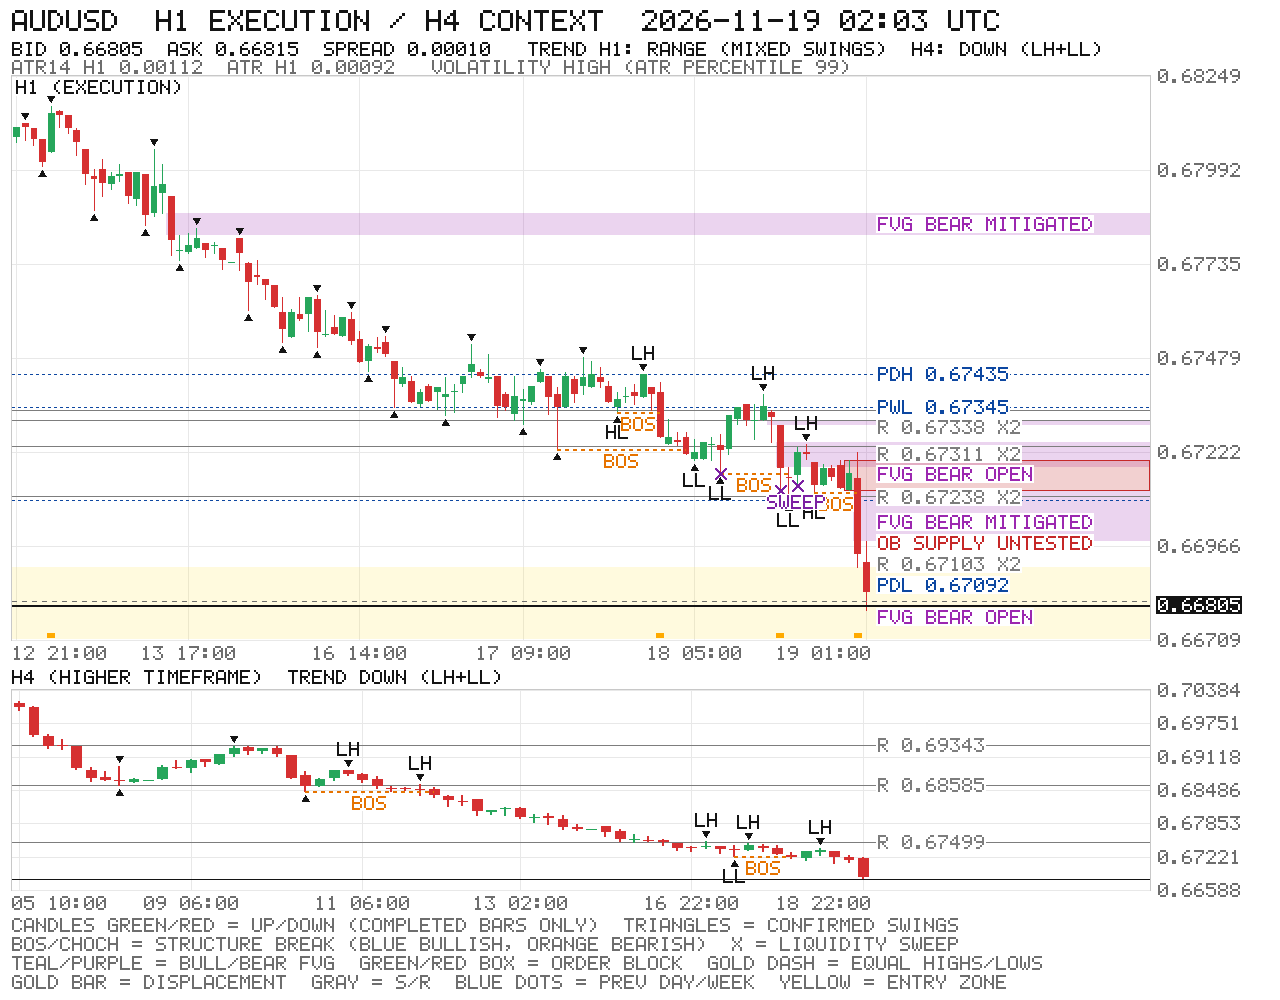 AUDUSD  H1 EXECUTION / H4 CONTEXT  2026-11-19 02:03 UTC
BID 0.66805  ASK 0.66815  SPREAD 0.00010   TREND H1: RANGE (MIXED SWINGS)  H4: DOWN (LH+LL)
ATR14 H1 0.00112  ATR H1 0.00092   VOLATILITY HIGH (ATR PERCENTILE 99)
0.68249
H1 (EXECUTION)
0.67992
FVG BEAR MITIGATED
0.67735
0.67479
LH
LH
PDH 0.67435
PWL 0.67345
HL
BOS
LH
R 0.67338 X2
R 0.67311 X2
0.67222
BOS
LL
LL
BOS
FVG BEAR OPEN
SWEEP
BOS
R 0.67238 X2
LL
HL
FVG BEAR MITIGATED
OB SUPPLY UNTESTED
0.66966
R 0.67103 X2
PDL 0.67092
0.66805
FVG BEAR OPEN
0.66709
12 21:00  13 17:00  16 14:00  17 09:00  18 05:00  19 01:00
H4 (HIGHER TIMEFRAME)  TREND DOWN (LH+LL)
0.70384
0.69751
R 0.69343
0.69118
LH
LH
R 0.68585
0.68486
BOS
LH
LH
LH
0.67853
R 0.67499
0.67221
BOS
LL
0.66588
05 10:00  09 06:00  11 06:00  13 02:00  16 22:00  18 22:00
CANDLES GREEN/RED = UP/DOWN (COMPLETED BARS ONLY)  TRIANGLES = CONFIRMED SWINGS
BOS/CHOCH = STRUCTURE BREAK (BLUE BULLISH, ORANGE BEARISH)  X = LIQUIDITY SWEEP
TEAL/PURPLE = BULL/BEAR FVG  GREEN/RED BOX = ORDER BLOCK  GOLD DASH = EQUAL HIGHS/LOWS
GOLD BAR = DISPLACEMENT  GRAY = S/R  BLUE DOTS = PREV DAY/WEEK  YELLOW = ENTRY ZONE